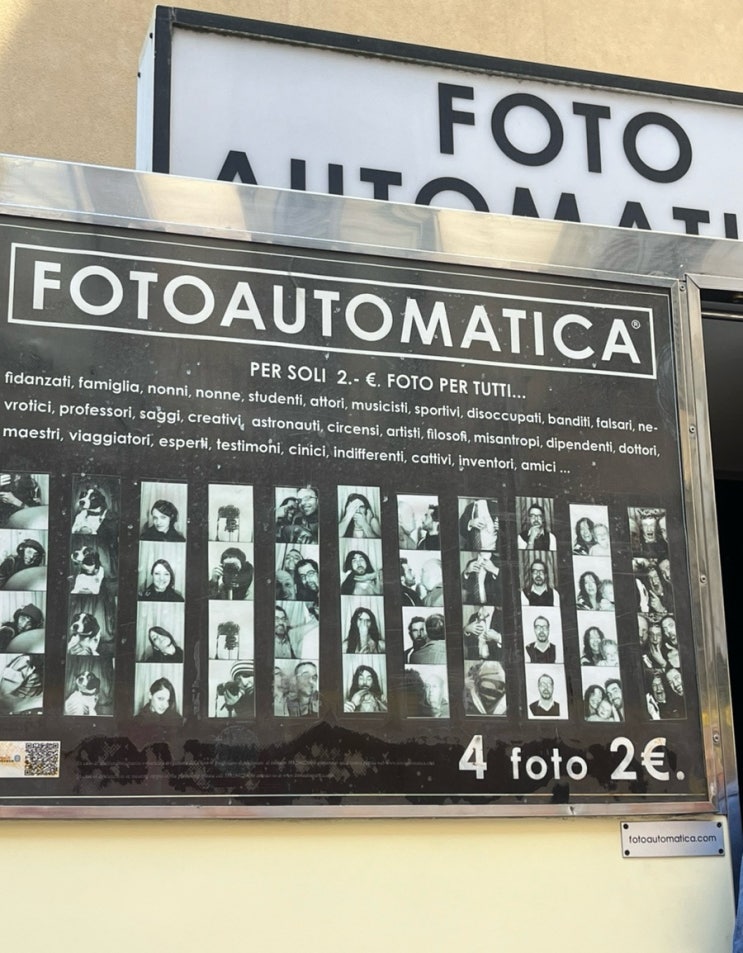 FOTO
AUTOMATI
FOTOAUTOMATICA®
PER SOLI 2.- €. FOTO PER TUTTI...
fidanzati, famiglia, nonni, nonne, studenti, attori, musicisti, sportivi, disoccupati, banditi, falsari, ne-
vrotici, professori, saggi, creativi, astronauti, circensi, artisti, filosofi, misantropi, dipendenti, dottori,
maestri, viaggiatori, esperti, testimoni, cinici, indifferenti, cattivi, inventori, amici ...
4 foto 2€.
fotoautomatica.com